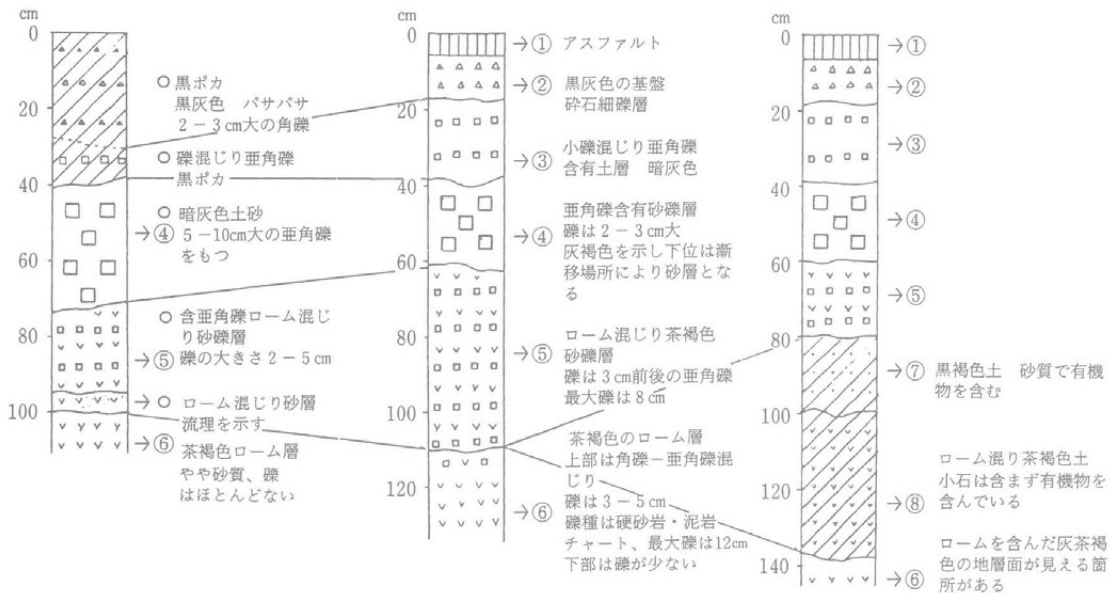 cm
0
20
40
60
80
100
○ 黒ポカ
黒灰色 パサパサ
2－3cm大の角礫
○ 礫混じり亜角礫
黒ポカ
○ 暗灰色土砂
→④ 5－10cm大の亜角礫
をもつ
○ 含亜角礫ローム混じ
り砂礫層
→⑤ 礫の大きさ2－5cm
→○ ローム混じり砂層
流理を示す
→⑥ 茶褐色ローム層
やや砂質、礫
はほとんどない
cm
0
20
40
60
80
100
120
→① アスファルト
→② 黒灰色の基盤
砕石細礫層
小礫混じり亜角礫
→③ 含有土層 暗灰色
亜角礫含有砂礫層
礫は2－3cm大
→④ 灰褐色を示し下位は漸
移場所により砂層とな
る
ローム混じり茶褐色
→⑤ 砂礫層
礫は3cm前後の亜角礫
最大礫は8cm
茶褐色のローム層
上部は角礫－亜角礫混
じり
→⑥ 礫は3－5cm
礫種は硬砂岩・泥岩
チャート、最大礫は12cm
下部は礫が少ない
cm
0
20
40
60
80
100
120
140
→①
→②
→③
→④
→⑤
→⑦
黒褐色土 砂質で有機
物を含む
ローム混り茶褐色土
小石は含まず有機物を
→⑧ 含んでいる
ロームを含んだ灰茶褐
色の地層面が見える箇
→⑥ 所がある